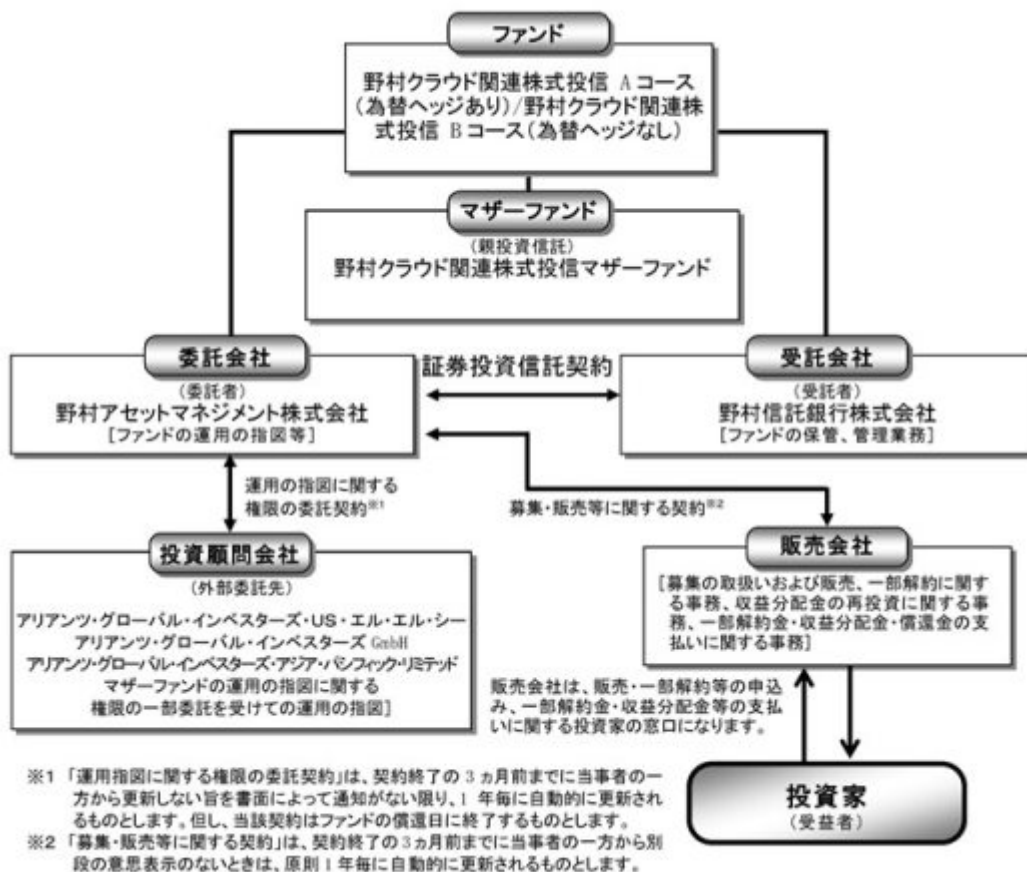 ファンド
野村クラウド関連株式投信 Aコース
(為替ヘッジあり)/野村クラウド関連株
式投信 Bコース(為替ヘッジなし)
マザーファンド
(親投資信託)
野村クラウド関連株式投信マザーファンド
委託会社
(委託者)
野村アセットマネジメント株式会社
[ファンドの運用の指図等]
証券投資信託契約
受託会社
(受託者)
野村信託銀行株式会社
[ファンドの保管、管理業務]
運用の指図に関する
権限の委託契約※1
募集・販売等に関する契約※2
投資顧問会社
(外部委託先)
アリアンツ・グローバル・インベスターズ・US・エル・エル・シー
アリアンツ・グローバル・インベスターズ GmbH
アリアンツ・グローバル・インベスターズ・アジア・パシフィック・リミテッド
マザーファンドの運用の指図に関する
権限の一部委託を受けての運用の指図]
販売会社
[募集の取扱いおよび販売、一部解約に関す
る事務、収益分配金の再投資に関する事
務、一部解約金・収益分配金・償還金の支
払いに関する事務]
販売会社は、販売・一部解約等の申込
み、一部解約金・収益分配金等の支払
いに関する投資家の窓口になります。
投資家
(受益者)
※1 「運用指図に関する権限の委託契約」は、契約終了の3ヵ月前までに当事者の一
方から更新しない旨を書面によって通知がない限り、1年毎に自動的に更新され
るものとします。但し、当該契約はファンドの償還日に終了するものとします。
※2 「募集・販売等に関する契約」は、契約終了の3ヵ月前までに当事者の一方から別
段の意思表示のないときは、原則1年毎に自動的に更新されるものとします。